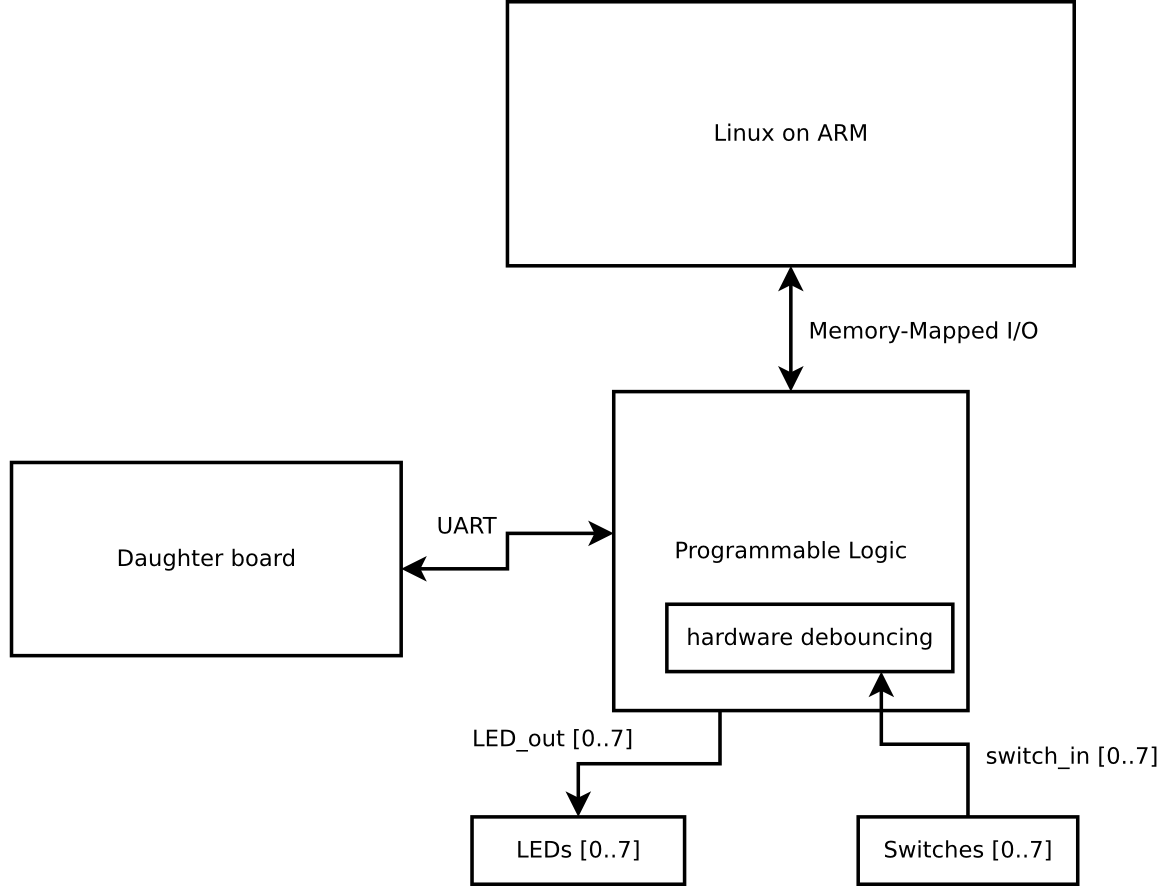 Linux on ARM
Memory-Mapped I/O
UART
Daughter board
Programmable Logic
hardware debouncing
LED_out [0..7]
switch_in [0..7]
LEDs [0..7]
Switches [0..7]